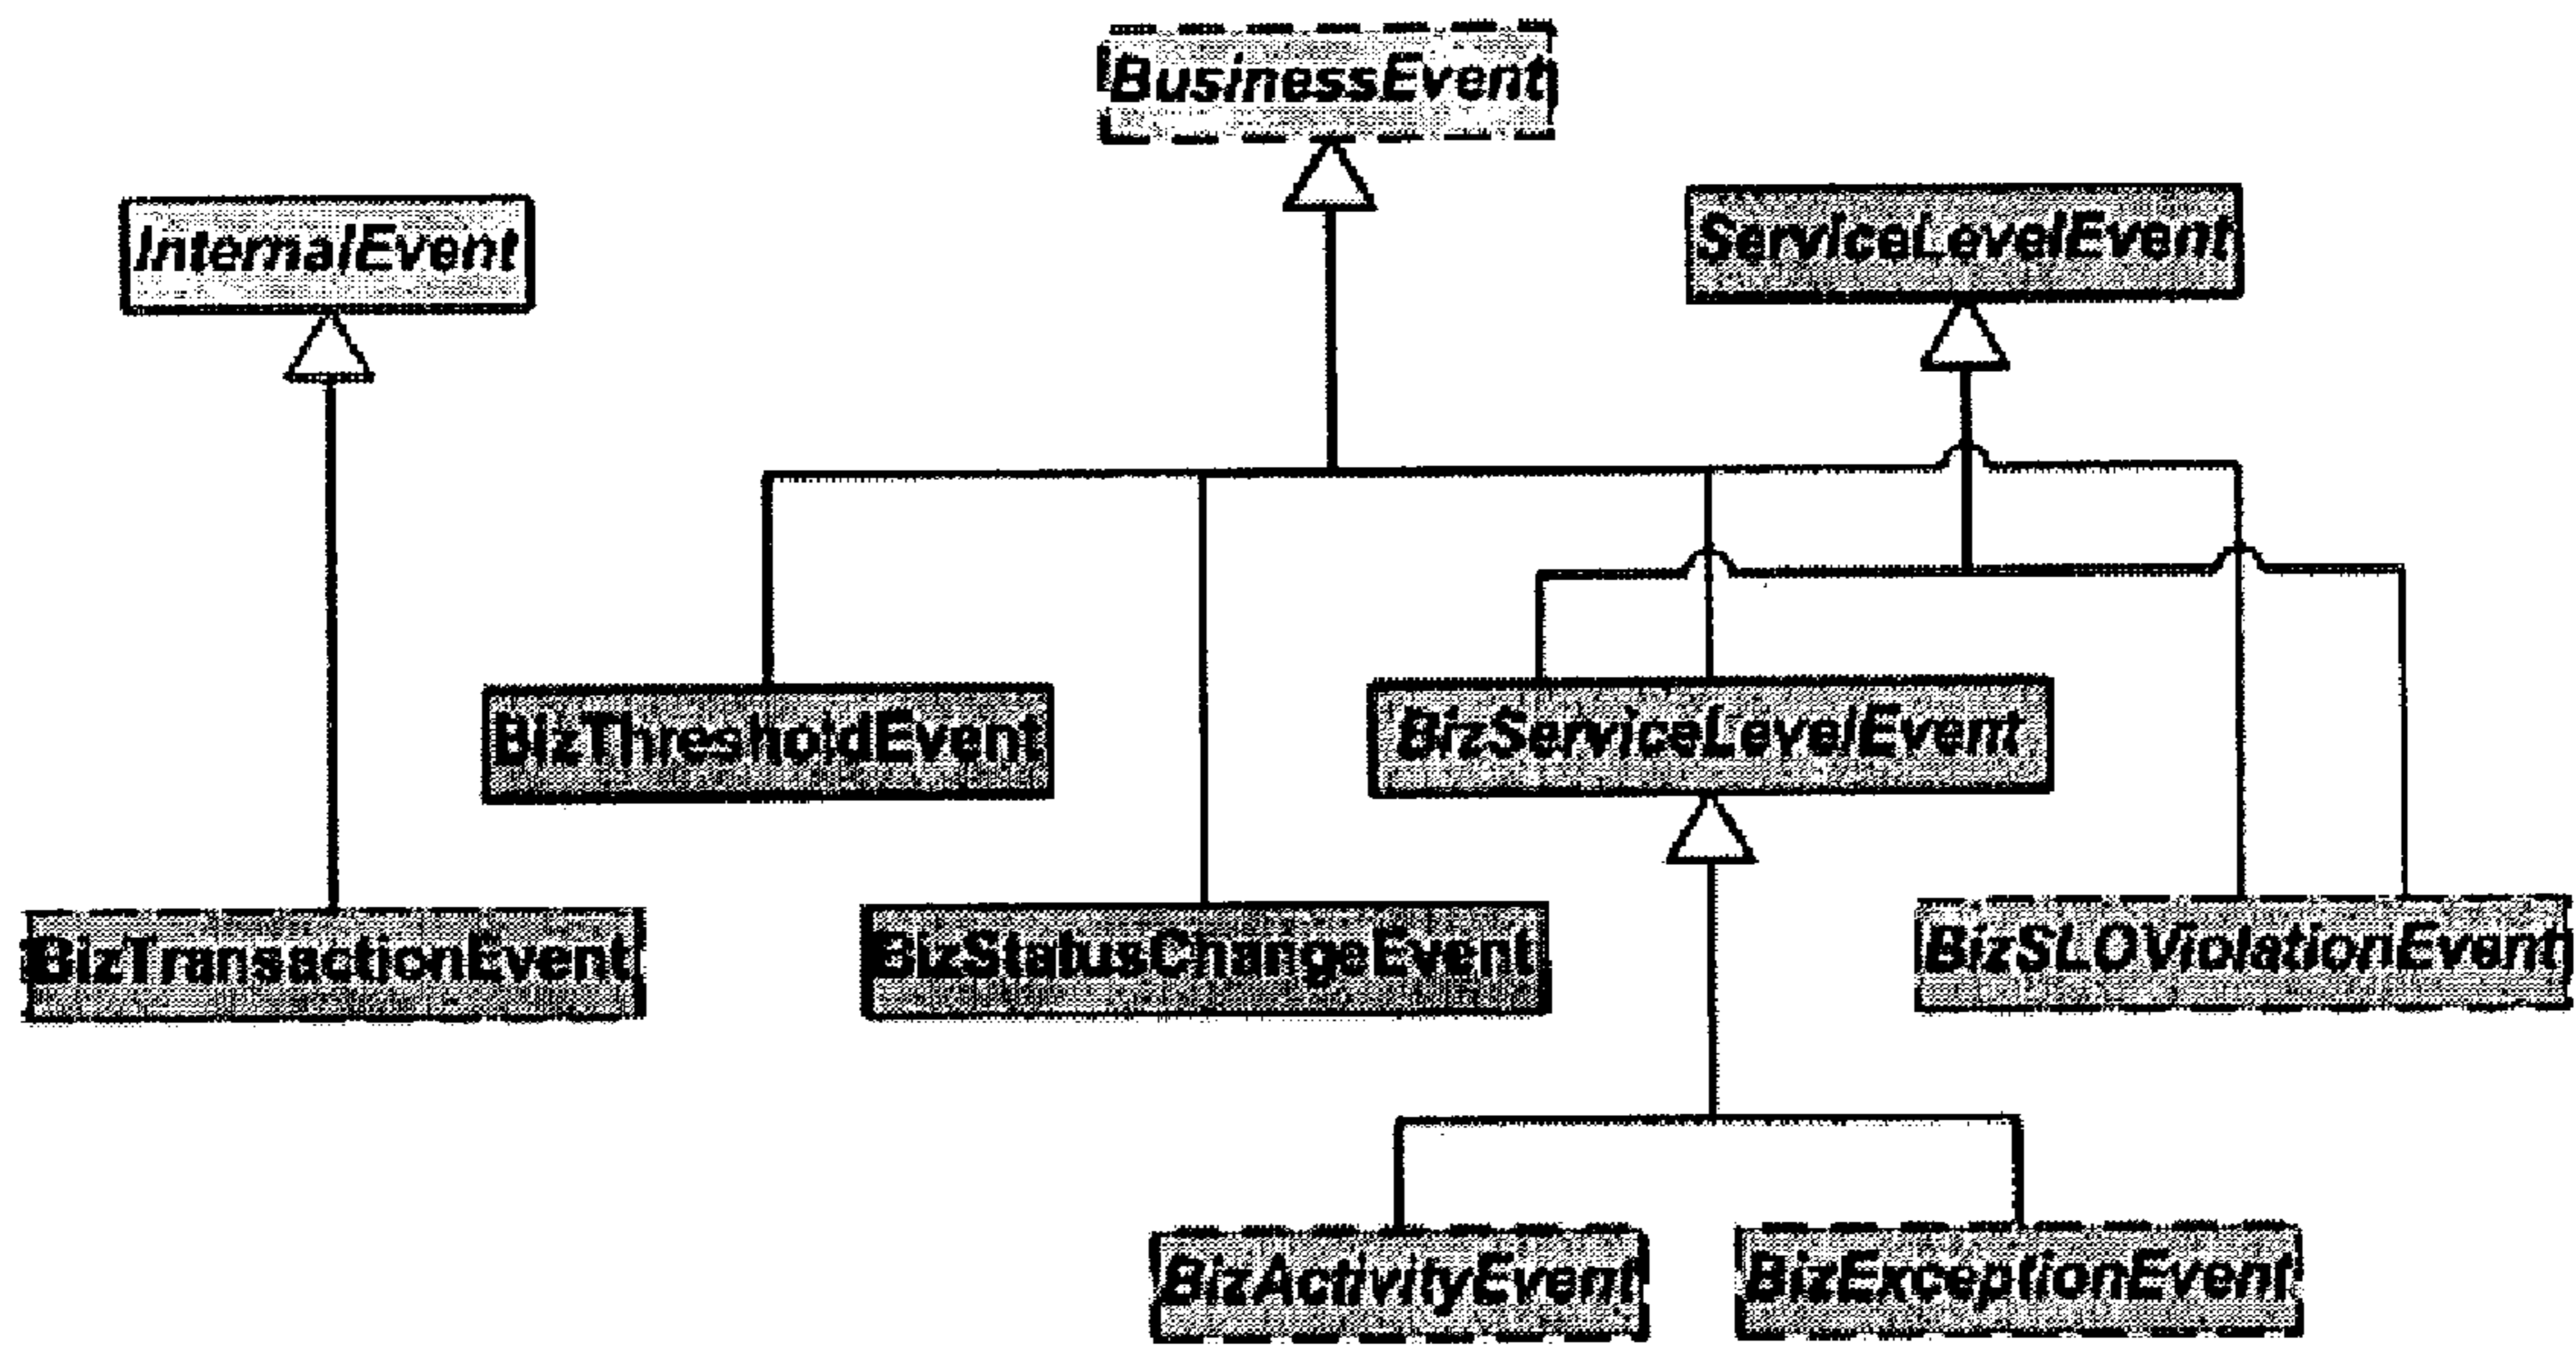 BusinessEvent
InternalEvent
ServiceLevelEvent
BizThresholdEvent
BizServiceLevelEvent
BizTransactionEvent
BizStatusChangeEvent
BizSLOViolationEvent
BizActivityEvent
BizExceptionEvent